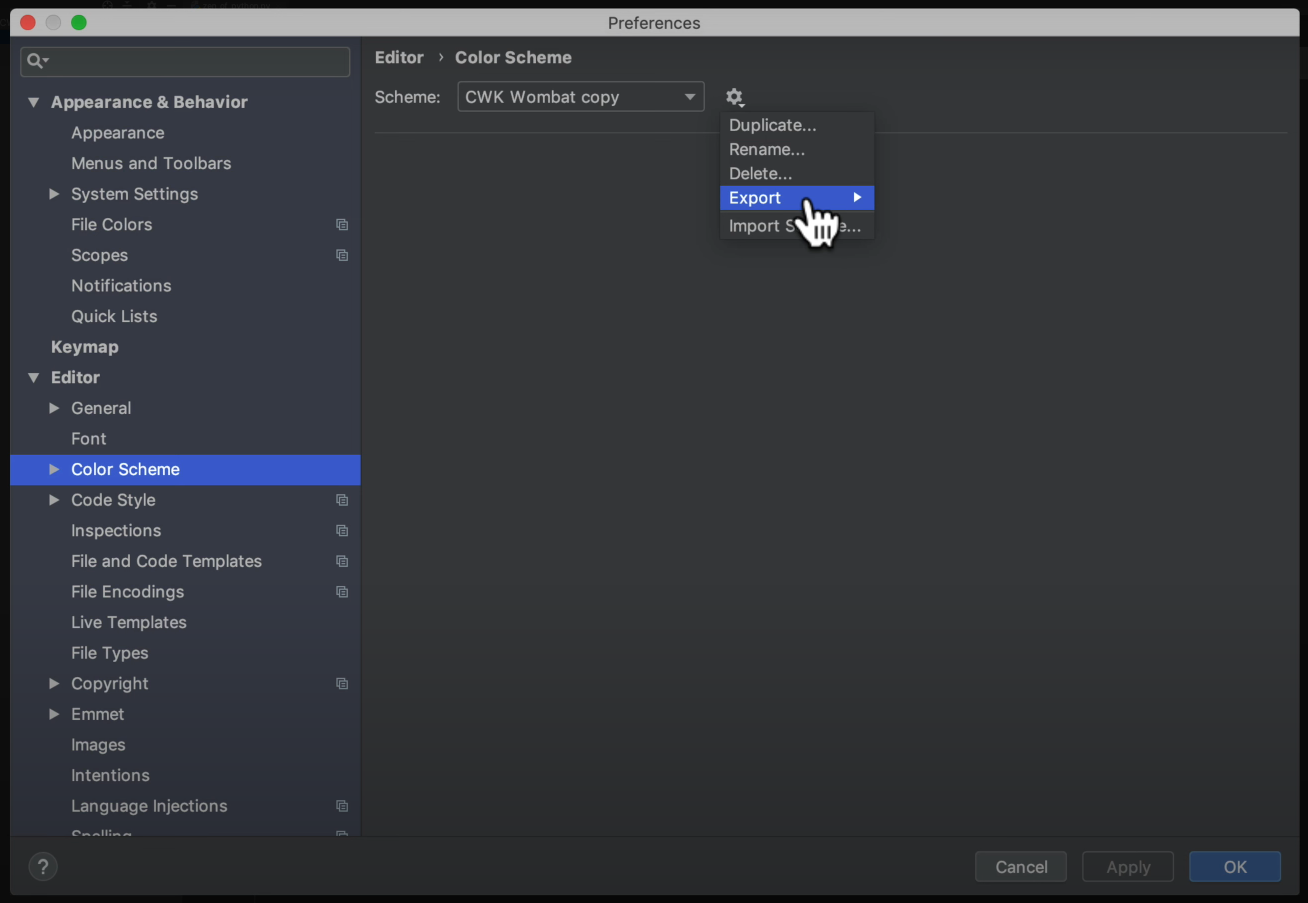 Preferences
Editor › Color Scheme
Scheme: CWK Wombat copy
Duplicate...
Rename...
Delete...
Export
Import
Appearance & Behavior
Appearance
Menus and Toolbars
System Settings
File Colors
Scopes
Notifications
Quick Lists
Keymap
Editor
General
Font
Color Scheme
Code Style
Inspections
File and Code Templates
File Encodings
Live Templates
File Types
Copyright
Emmet
Images
Intentions
Language Injections
Spelling
?
Cancel
Apply
OK